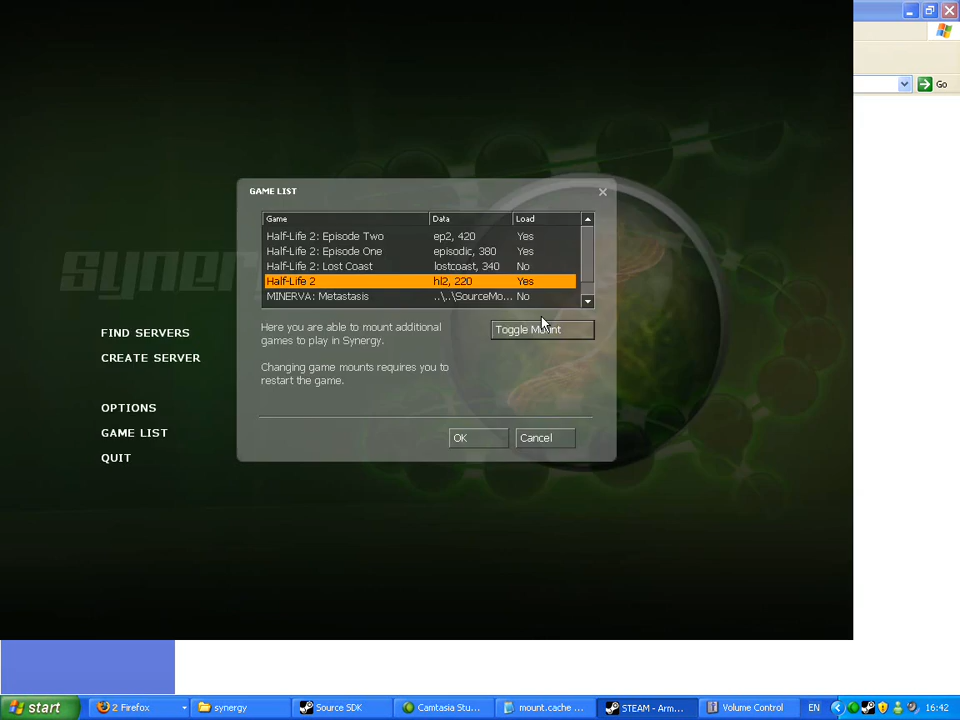 Go
GAME LIST
Game Data Load
Half-Life 2: Episode Two ep2, 420 Yes
Half-Life 2: Episode One episodic, 380 Yes
Half-Life 2: Lost Coast lostcoast, 340 No
Half-Life 2 hl2, 220 Yes
MINERVA: Metastasis ..\..\SourceMo... No
syner
Here you are able to mount additional
games to play in Synergy.
Toggle Mount
Changing game mounts requires you to
restart the game.
OK Cancel
FIND SERVERS
CREATE SERVER
OPTIONS
GAME LIST
QUIT
start
2 Firefox
synergy
Source SDK
Camtasia Stu...
mount.cache ...
STEAM - Arm...
Volume Control
EN
16:42